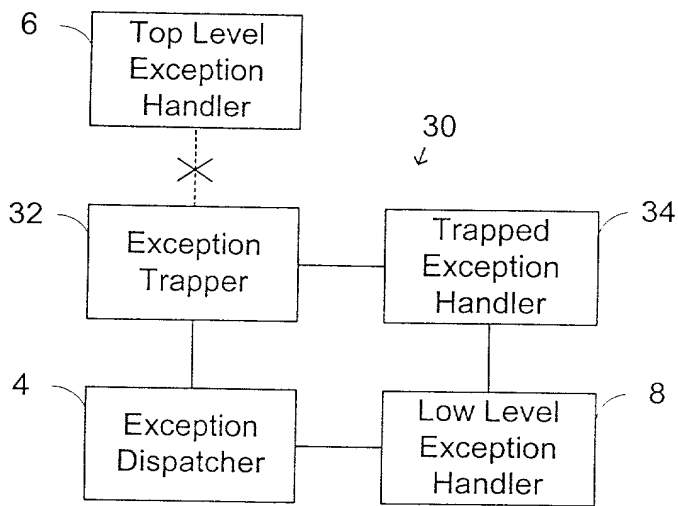 6
Top Level
Exception
Handler
30
32
Exception
Trapper
34
Trapped
Exception
Handler
4
Exception
Dispatcher
8
Low Level
Exception
Handler